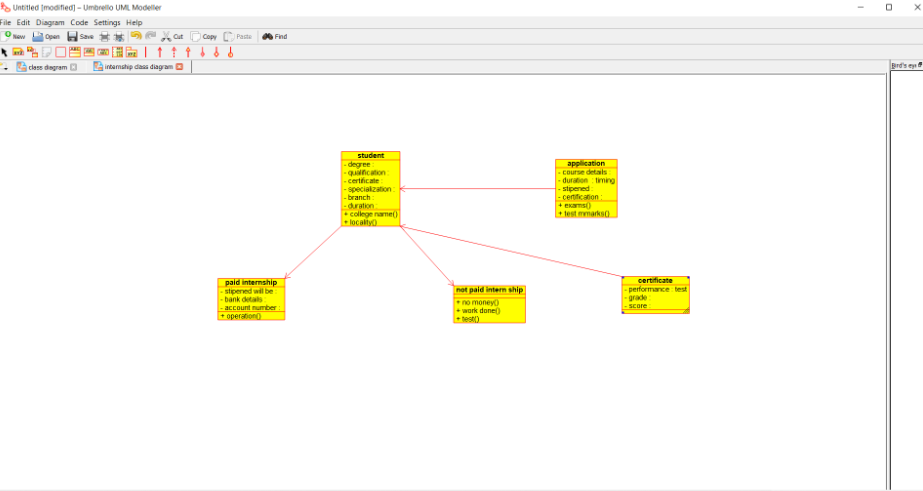 Untitled [modified] – Umbrello UML Modeller
File Edit Diagram Code Settings Help
New Open Save Cut Copy Paste Find
class diagram internship class diagram
Bird's eye
student
- degree :
- qualification :
- certificate :
- specialization :
- branch :
- duration :
+ college name()
+ locality()
application
- course details :
- duration : timing
- stipened :
- certification :
+ exams()
+ test mmarks()
paid internship
- stipened will be :
- bank details :
- account number :
+ operation()
not paid intern ship
+ no money()
+ work done()
+ test()
certificate
- performance : test
- grade :
- score :